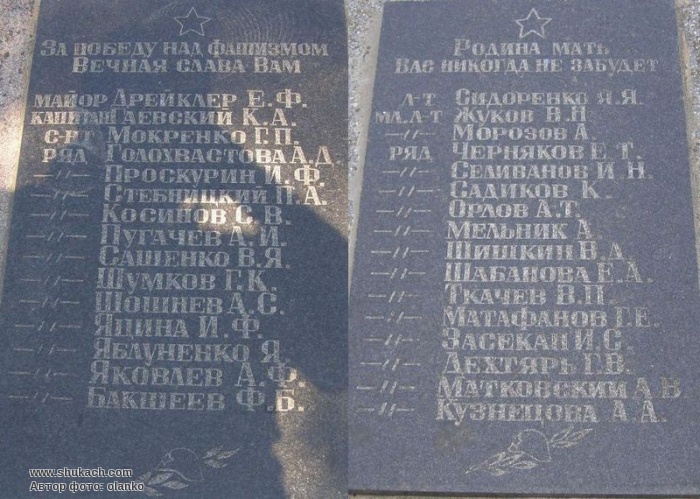 За победу над фашизмом
Вечная слава Вам
майор Дрейклер Е.Ф.
капитан Гаевский К.А.
с-нт Мокренко Г.П.
ряд Голохвастова А.Д.
–//– Проскурин И.Ф.
–//– Стебницкий П.А.
–//– Косинов С.В.
–//– Пугачев А.И.
–//– Сашенко В.Я.
–//– Шумков Г.К.
–//– Шошнев А.С.
–//– Яцина И.Ф.
–//– Яблуненко Я.
–//– Яковлев А.Ф.
–//– Бакшеев Ф.Б.
Родина мать
Вас никогда не забудет
л-т Сидоренко Я.Я.
мл.л-т Жуков В.Н
–//– Морозов А.
ряд Черняков Е.Т.
–//– Селиванов И.Н.
–//– Садиков К.
–//– Орлов А.Т.
–//– Мельник А.
–//– Шишкин В.Д.
–//– Шабанова Е.А.
–//– Ткачев В.П.
–//– Матафанов Г.Е.
–//– Засекан И.С.
–//– Дехтярь Г.В.
–//– Матковский А.В
–//– Кузнецова А.А.
www.shukach.com
Автор фото: olanko